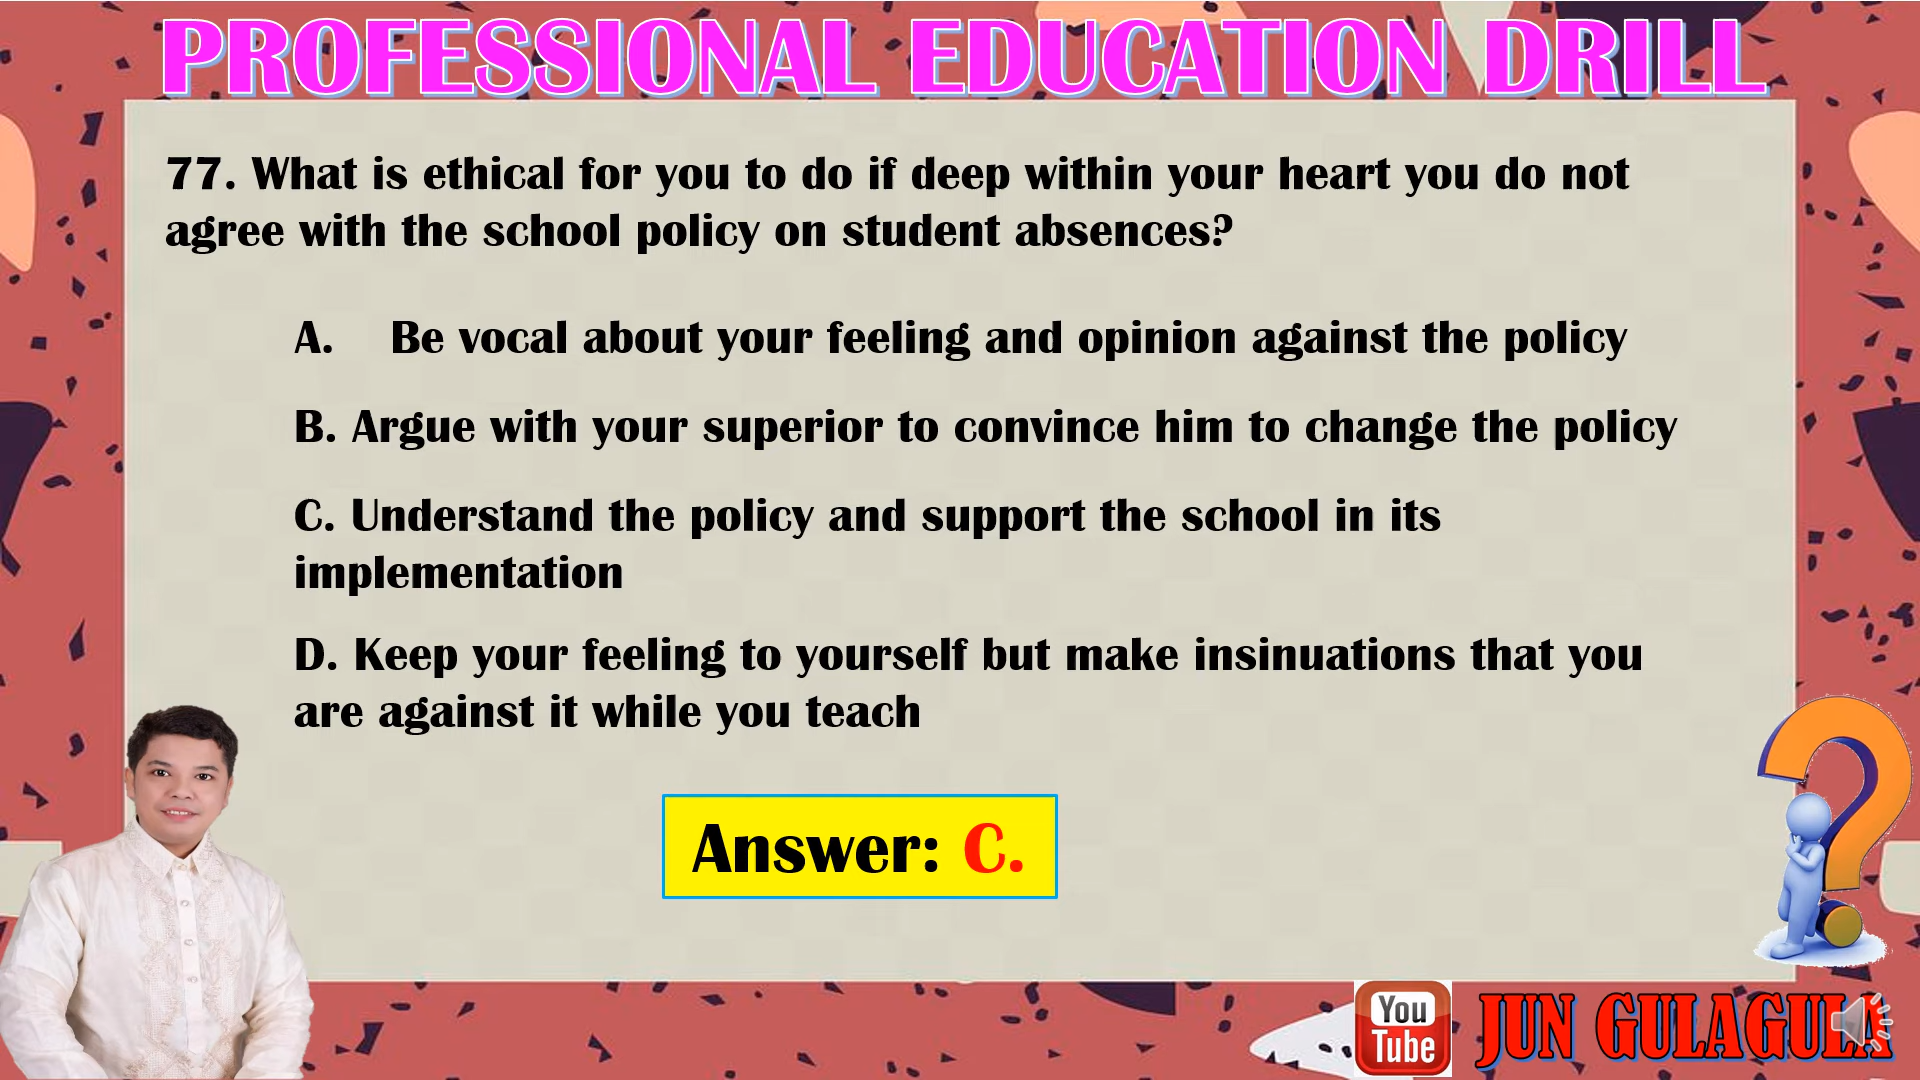 PROFESSIONAL EDUCATION DRILL
77. What is ethical for you to do if deep within your heart you do not
agree with the school policy on student absences?
A. Be vocal about your feeling and opinion against the policy
B. Argue with your superior to convince him to change the policy
C. Understand the policy and support the school in its
implementation
D. Keep your feeling to yourself but make insinuations that you
are against it while you teach
Answer: C.
You
Tube
JUN GULAGULA